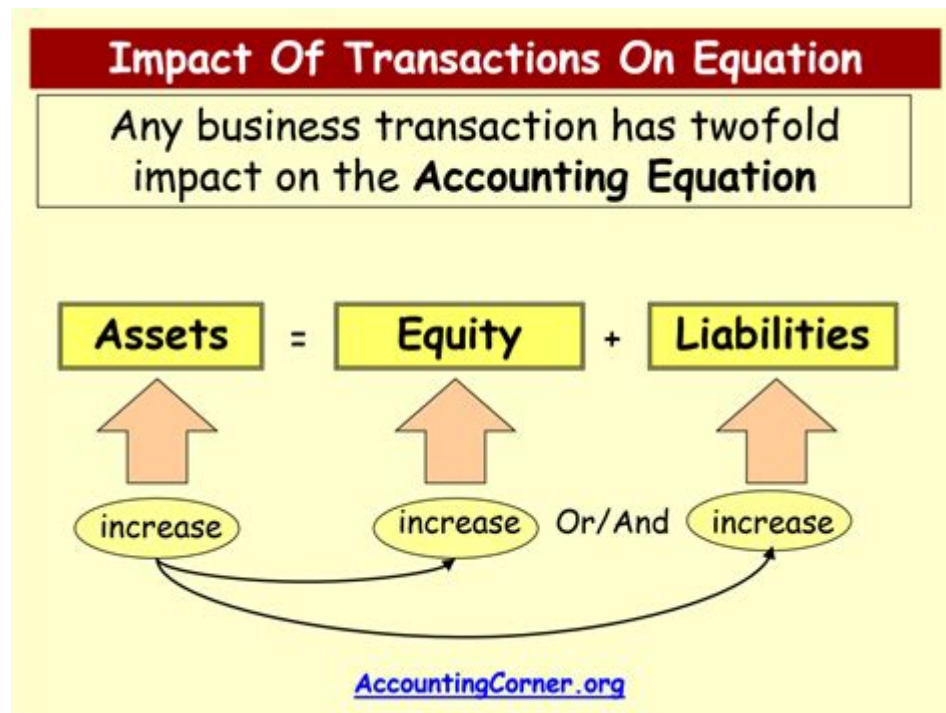 Impact Of Transactions On Equation
Any business transaction has twofold
impact on the Accounting Equation
Assets = Equity + Liabilities
increase increase Or/And increase
AccountingCorner.org